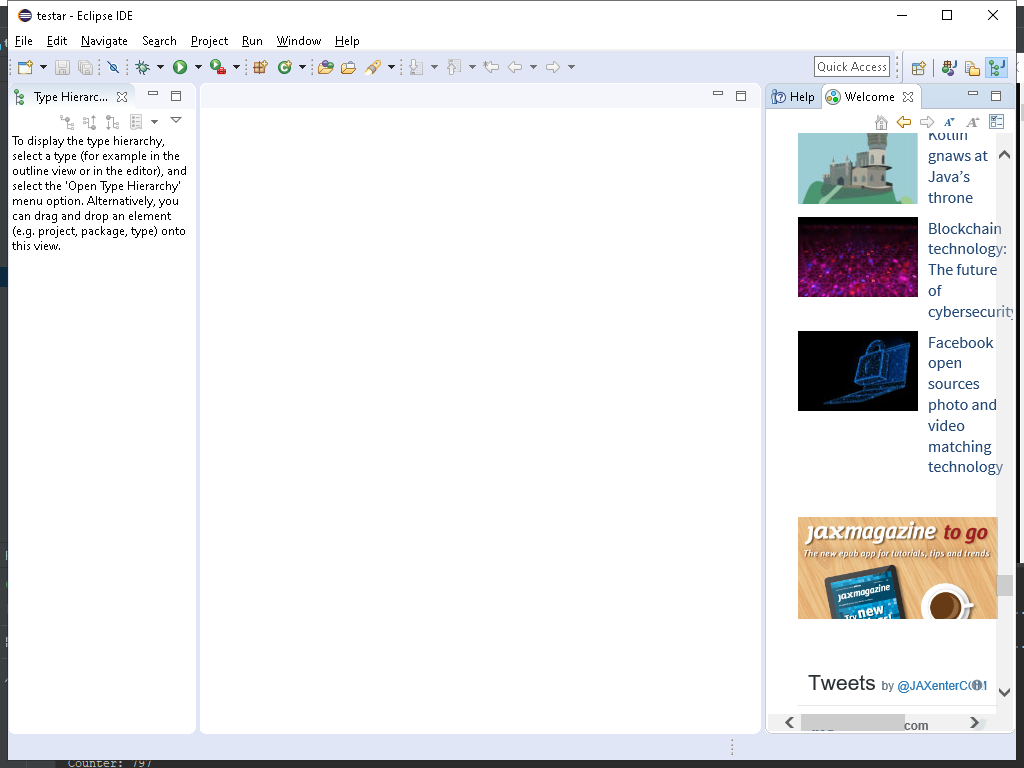 testar - Eclipse IDE
File Edit Navigate Search Project Run Window Help
Quick Access
Type Hierarc...
Help Welcome
To display the type hierarchy,
select a type (for example in the
outline view or in the editor), and
select the 'Open Type Hierarchy'
menu option. Alternatively, you
can drag and drop an element
(e.g. project, package, type) onto
this view.
Kotlin
gnaws at
Java's
throne
Blockchain
technology:
The future
of
cybersecurity
Facebook
open
sources
photo and
video
matching
technology
jaxmagazine to go
The new epub app for tutorials, tips and trends
jaxmagazine
Try new
Tweets by @JAXenterCOM
com
Counter: 797